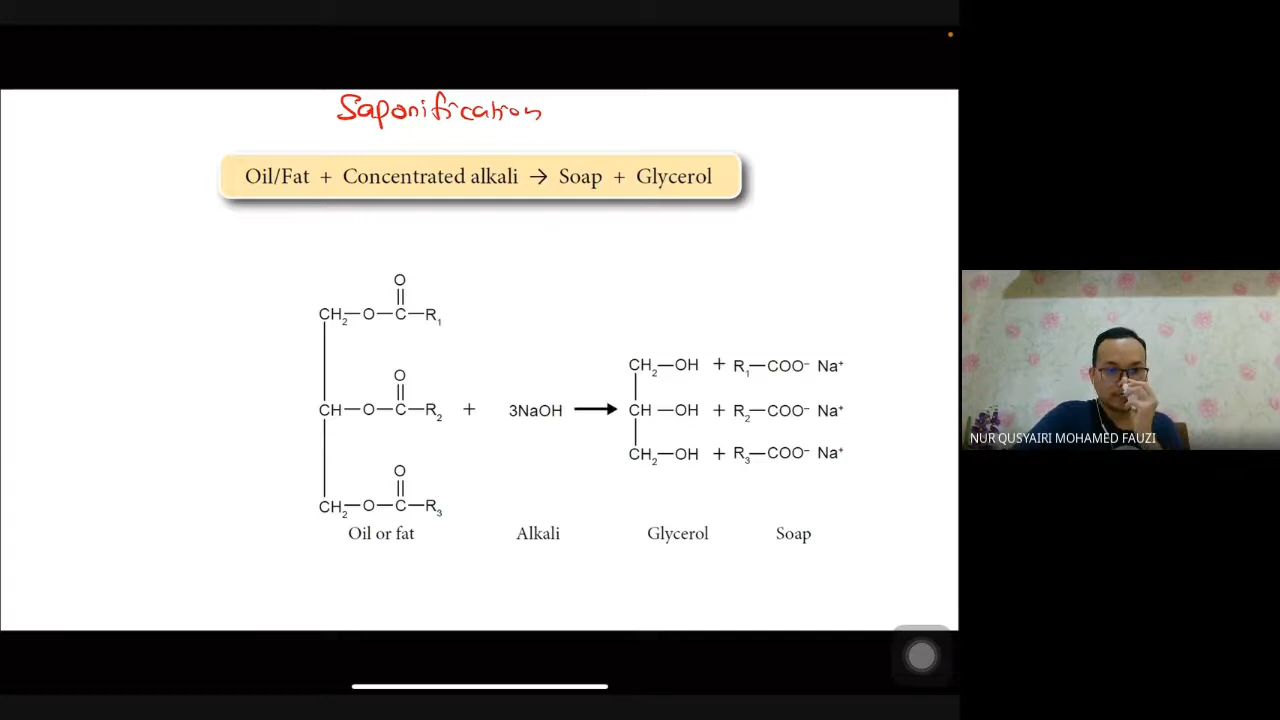 Saponification
Oil/Fat + Concentrated alkali → Soap + Glycerol
O
||
CH₂—O—C—R₁
O
||
CH—O—C—R₂ + 3NaOH
O
||
CH₂—O—C—R₃
Oil or fat
Alkali
CH₂—OH + R₁—COO⁻ Na⁺
CH—OH + R₂—COO⁻ Na⁺
CH₂—OH + R₃—COO⁻ Na⁺
Glycerol
Soap
NUR QUSYAIRI MOHAMED FAUZI